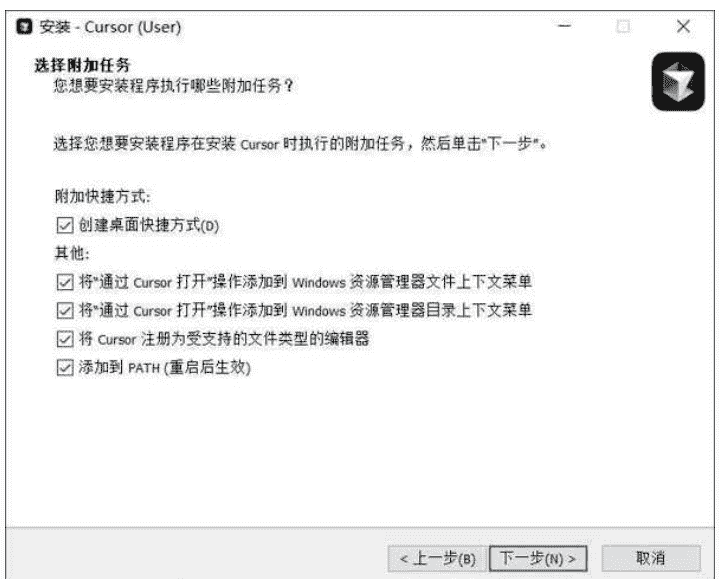 安装 - Cursor (User)
选择附加任务
您想要安装程序执行哪些附加任务？
选择您想要安装程序在安装 Cursor 时执行的附加任务，然后单击"下一步"。
附加快捷方式:
创建桌面快捷方式(D)
其他:
将"通过 Cursor 打开"操作添加到 Windows 资源管理器文件上下文菜单
将"通过 Cursor 打开"操作添加到 Windows 资源管理器目录上下文菜单
将 Cursor 注册为受支持的文件类型的编辑器
添加到 PATH (重启后生效)
< 上一步(B) 下一步(N) > 取消